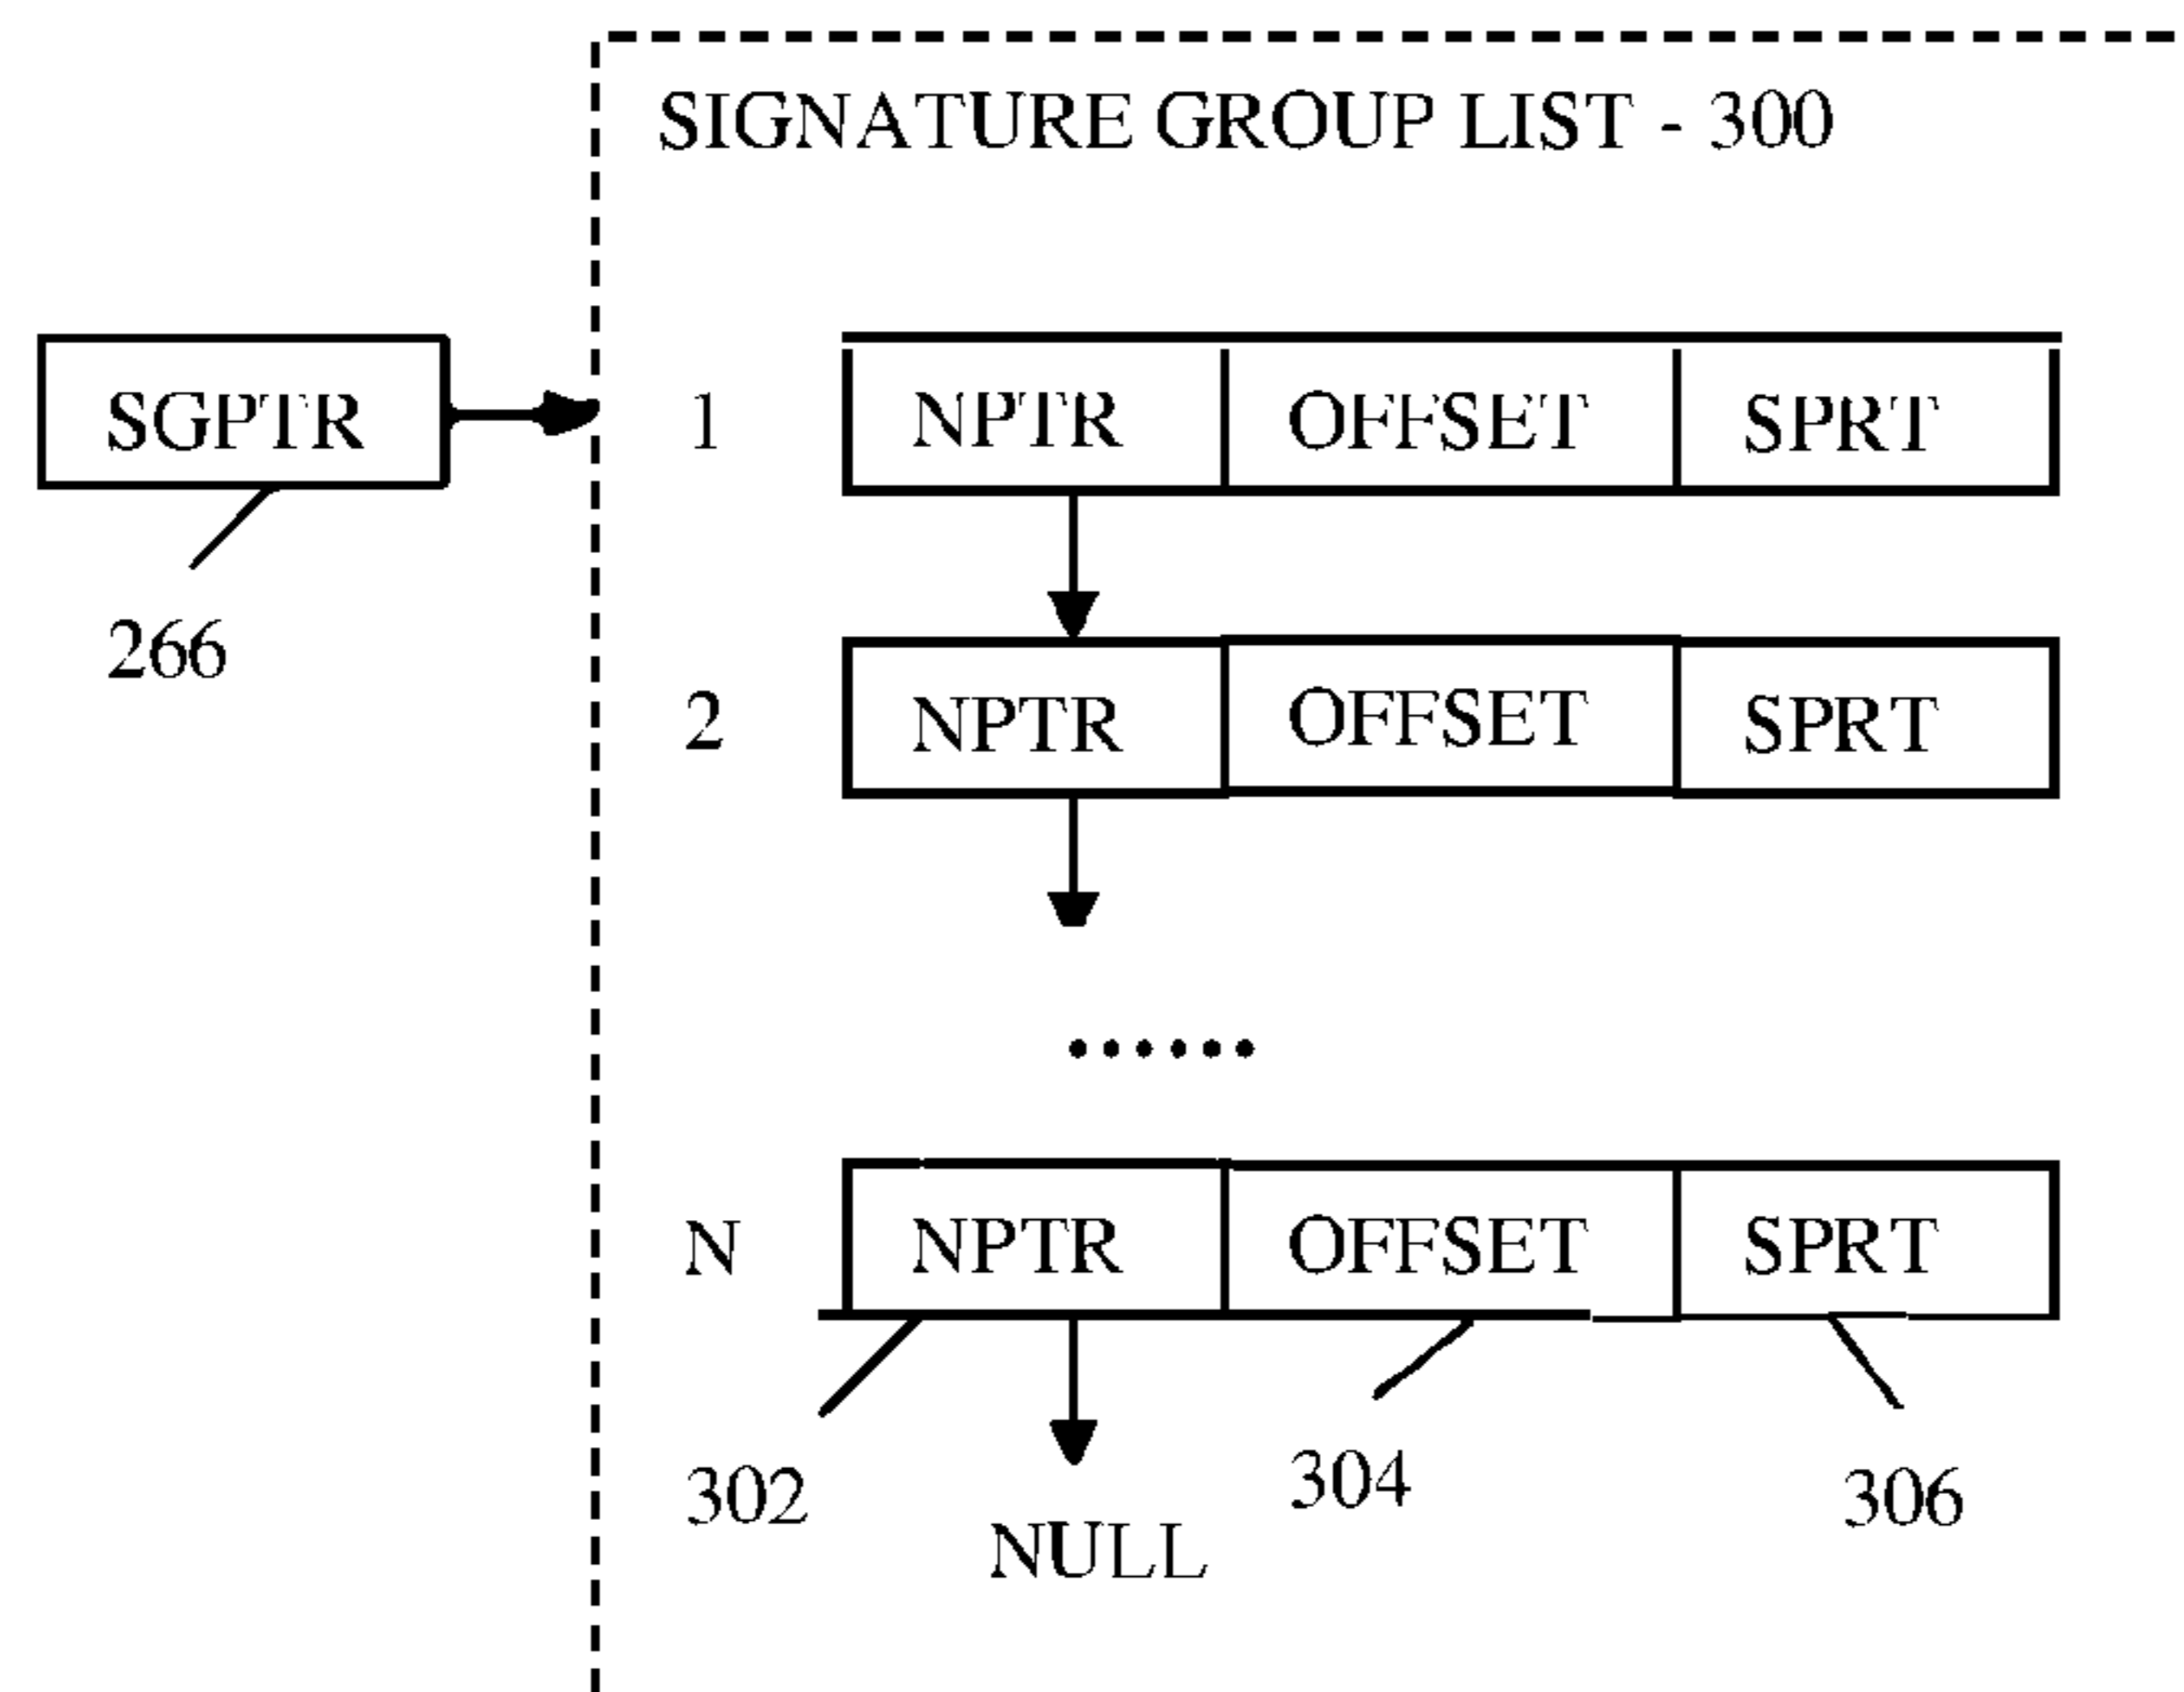 SIGNATURE GROUP LIST - 300
SGPTR
1 NPTR OFFSET SPRT
266
2 NPTR OFFSET SPRT
......
N NPTR OFFSET SPRT
302 304 306
NULL